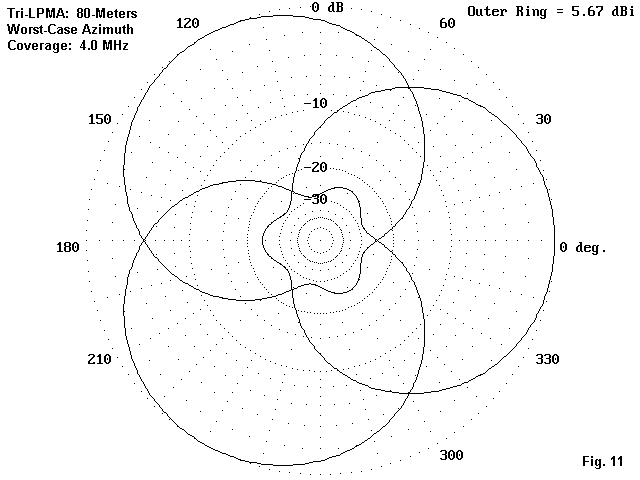 Tri-LPMA: 80-Meters
Worst-Case Azimuth
Coverage: 4.0 MHz
0 dB
Outer Ring = 5.67 dBi
120
60
-10
150
30
-20
-30
180
0 deg.
210
330
300
Fig. 11